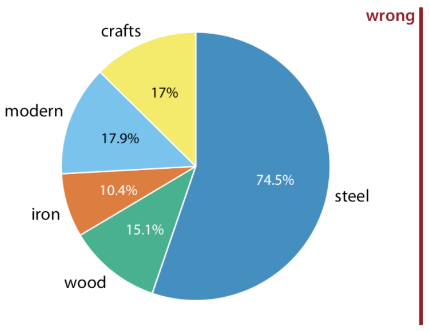 wrong
crafts
17%
modern
17.9%
74.5%
iron
10.4%
steel
15.1%
wood